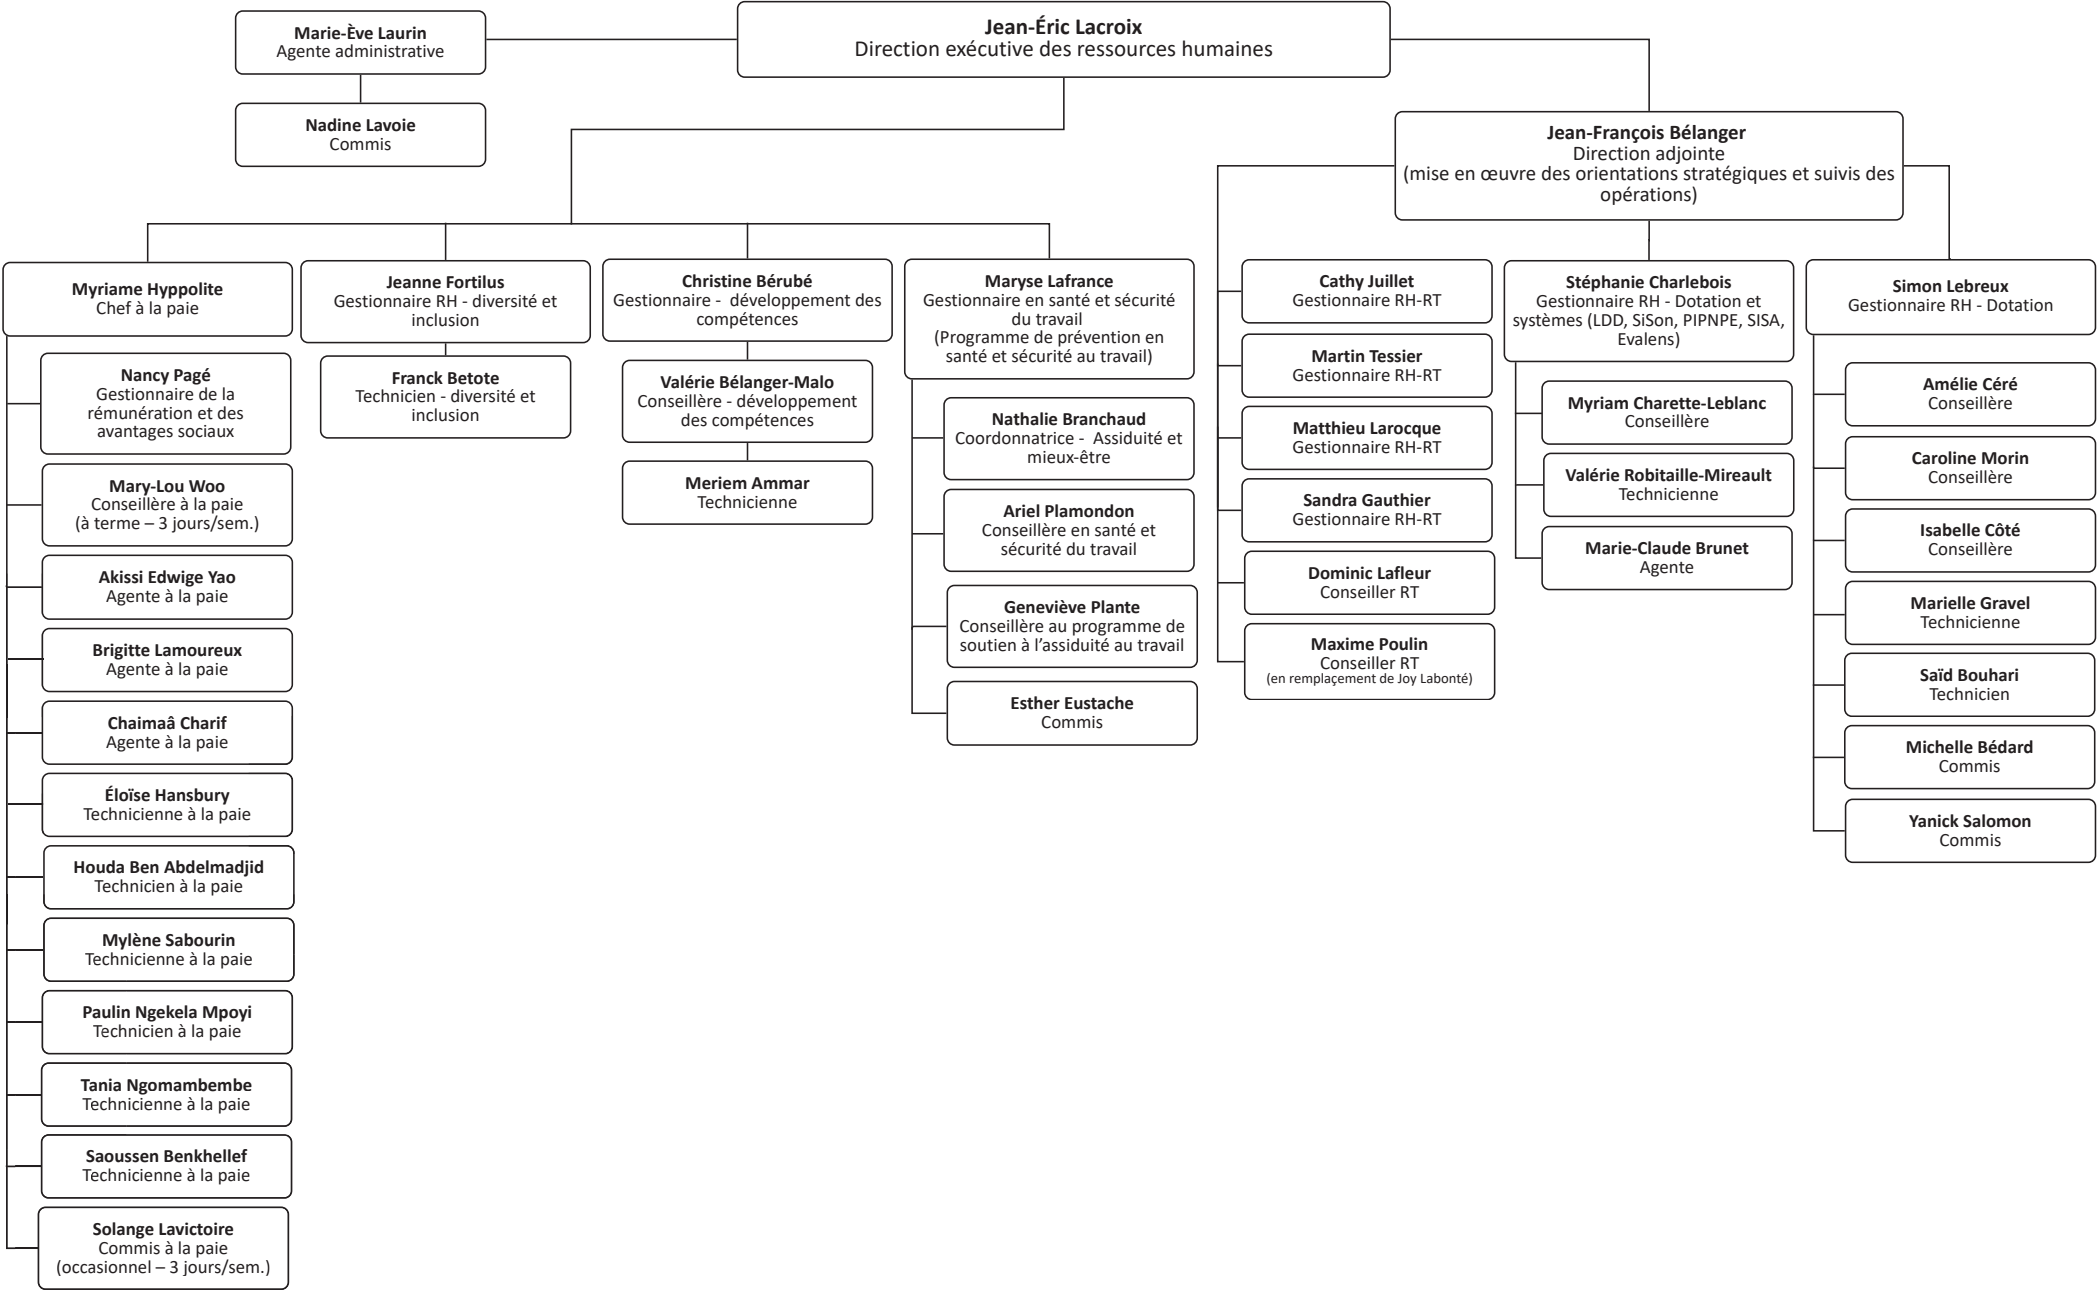 Jean-Éric Lacroix
Direction exécutive des ressources humaines
Marie-Ève Laurin
Agente administrative
Nadine Lavoie
Commis
Jean-François Bélanger
Direction adjointe
(mise en œuvre des orientations stratégiques et suivis des
opérations)
Myriame Hyppolite
Chef à la paie
Nancy Pagé
Gestionnaire de la
rémunération et des
avantages sociaux
Mary-Lou Woo
Conseillère à la paie
(à terme – 3 jours/sem.)
Akissi Edwige Yao
Agente à la paie
Brigitte Lamoureux
Agente à la paie
Chaimaâ Charif
Agente à la paie
Éloïse Hansbury
Technicienne à la paie
Houda Ben Abdelmadjid
Technicien à la paie
Mylène Sabourin
Technicienne à la paie
Paulin Ngekela Mpoyi
Technicien à la paie
Tania Ngomambembe
Technicienne à la paie
Saoussen Benkhellef
Technicienne à la paie
Solange Lavictoire
Commis à la paie
(occasionnel – 3 jours/sem.)
Jeanne Fortilus
Gestionnaire RH - diversité et
inclusion
Franck Betote
Technicien - diversité et
inclusion
Christine Bérubé
Gestionnaire - développement des
compétences
Valérie Bélanger-Malo
Conseillère - développement
des compétences
Meriem Ammar
Technicienne
Maryse Lafrance
Gestionnaire en santé et sécurité
du travail
(Programme de prévention en
santé et sécurité au travail)
Nathalie Branchaud
Coordonnatrice - Assiduité et
mieux-être
Ariel Plamondon
Conseillère en santé et
sécurité du travail
Geneviève Plante
Conseillère au programme de
soutien à l’assiduité au travail
Esther Eustache
Commis
Cathy Juillet
Gestionnaire RH-RT
Martin Tessier
Gestionnaire RH-RT
Matthieu Larocque
Gestionnaire RH-RT
Sandra Gauthier
Gestionnaire RH-RT
Dominic Lafleur
Conseiller RT
Maxime Poulin
Conseiller RT
(en remplaçement de Joy Labonté)
Stéphanie Charlebois
Gestionnaire RH - Dotation et
systèmes (LDD, SiSon, PIPNPE, SISA,
Evalens)
Myriam Charette-Leblanc
Conseillère
Valérie Robitaille-Mireault
Technicienne
Marie-Claude Brunet
Agente
Simon Lebreux
Gestionnaire RH - Dotation
Amélie Céré
Conseillère
Caroline Morin
Conseillère
Isabelle Côté
Conseillère
Marielle Gravel
Technicienne
Saïd Bouhari
Technicien
Michelle Bédard
Commis
Yanick Salomon
Commis